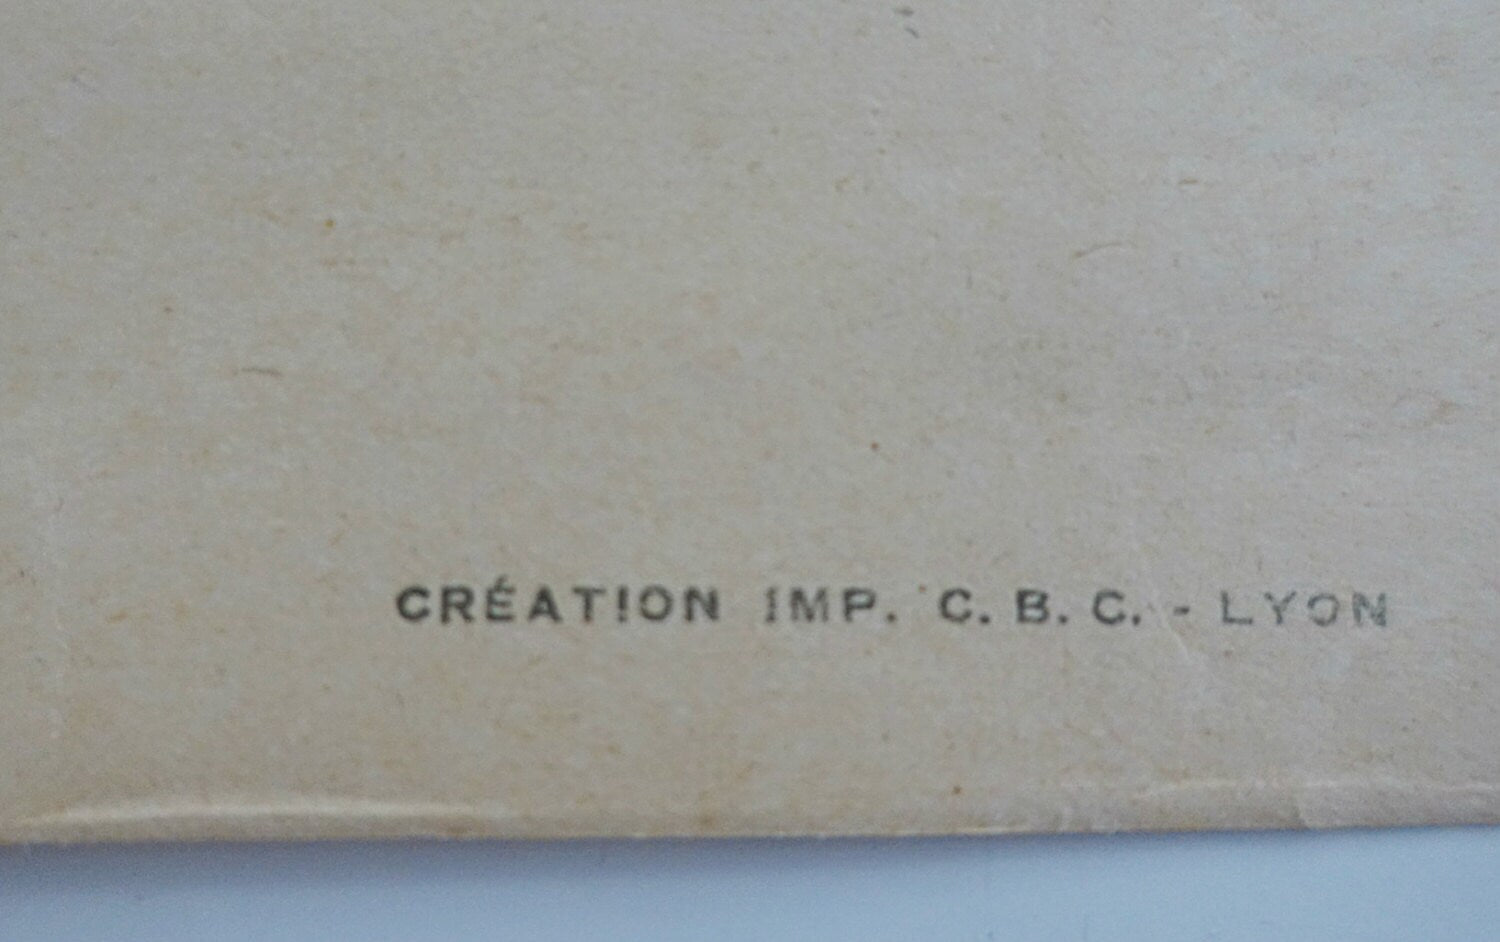 CRÉATION IMP. C. B. C. - LYON